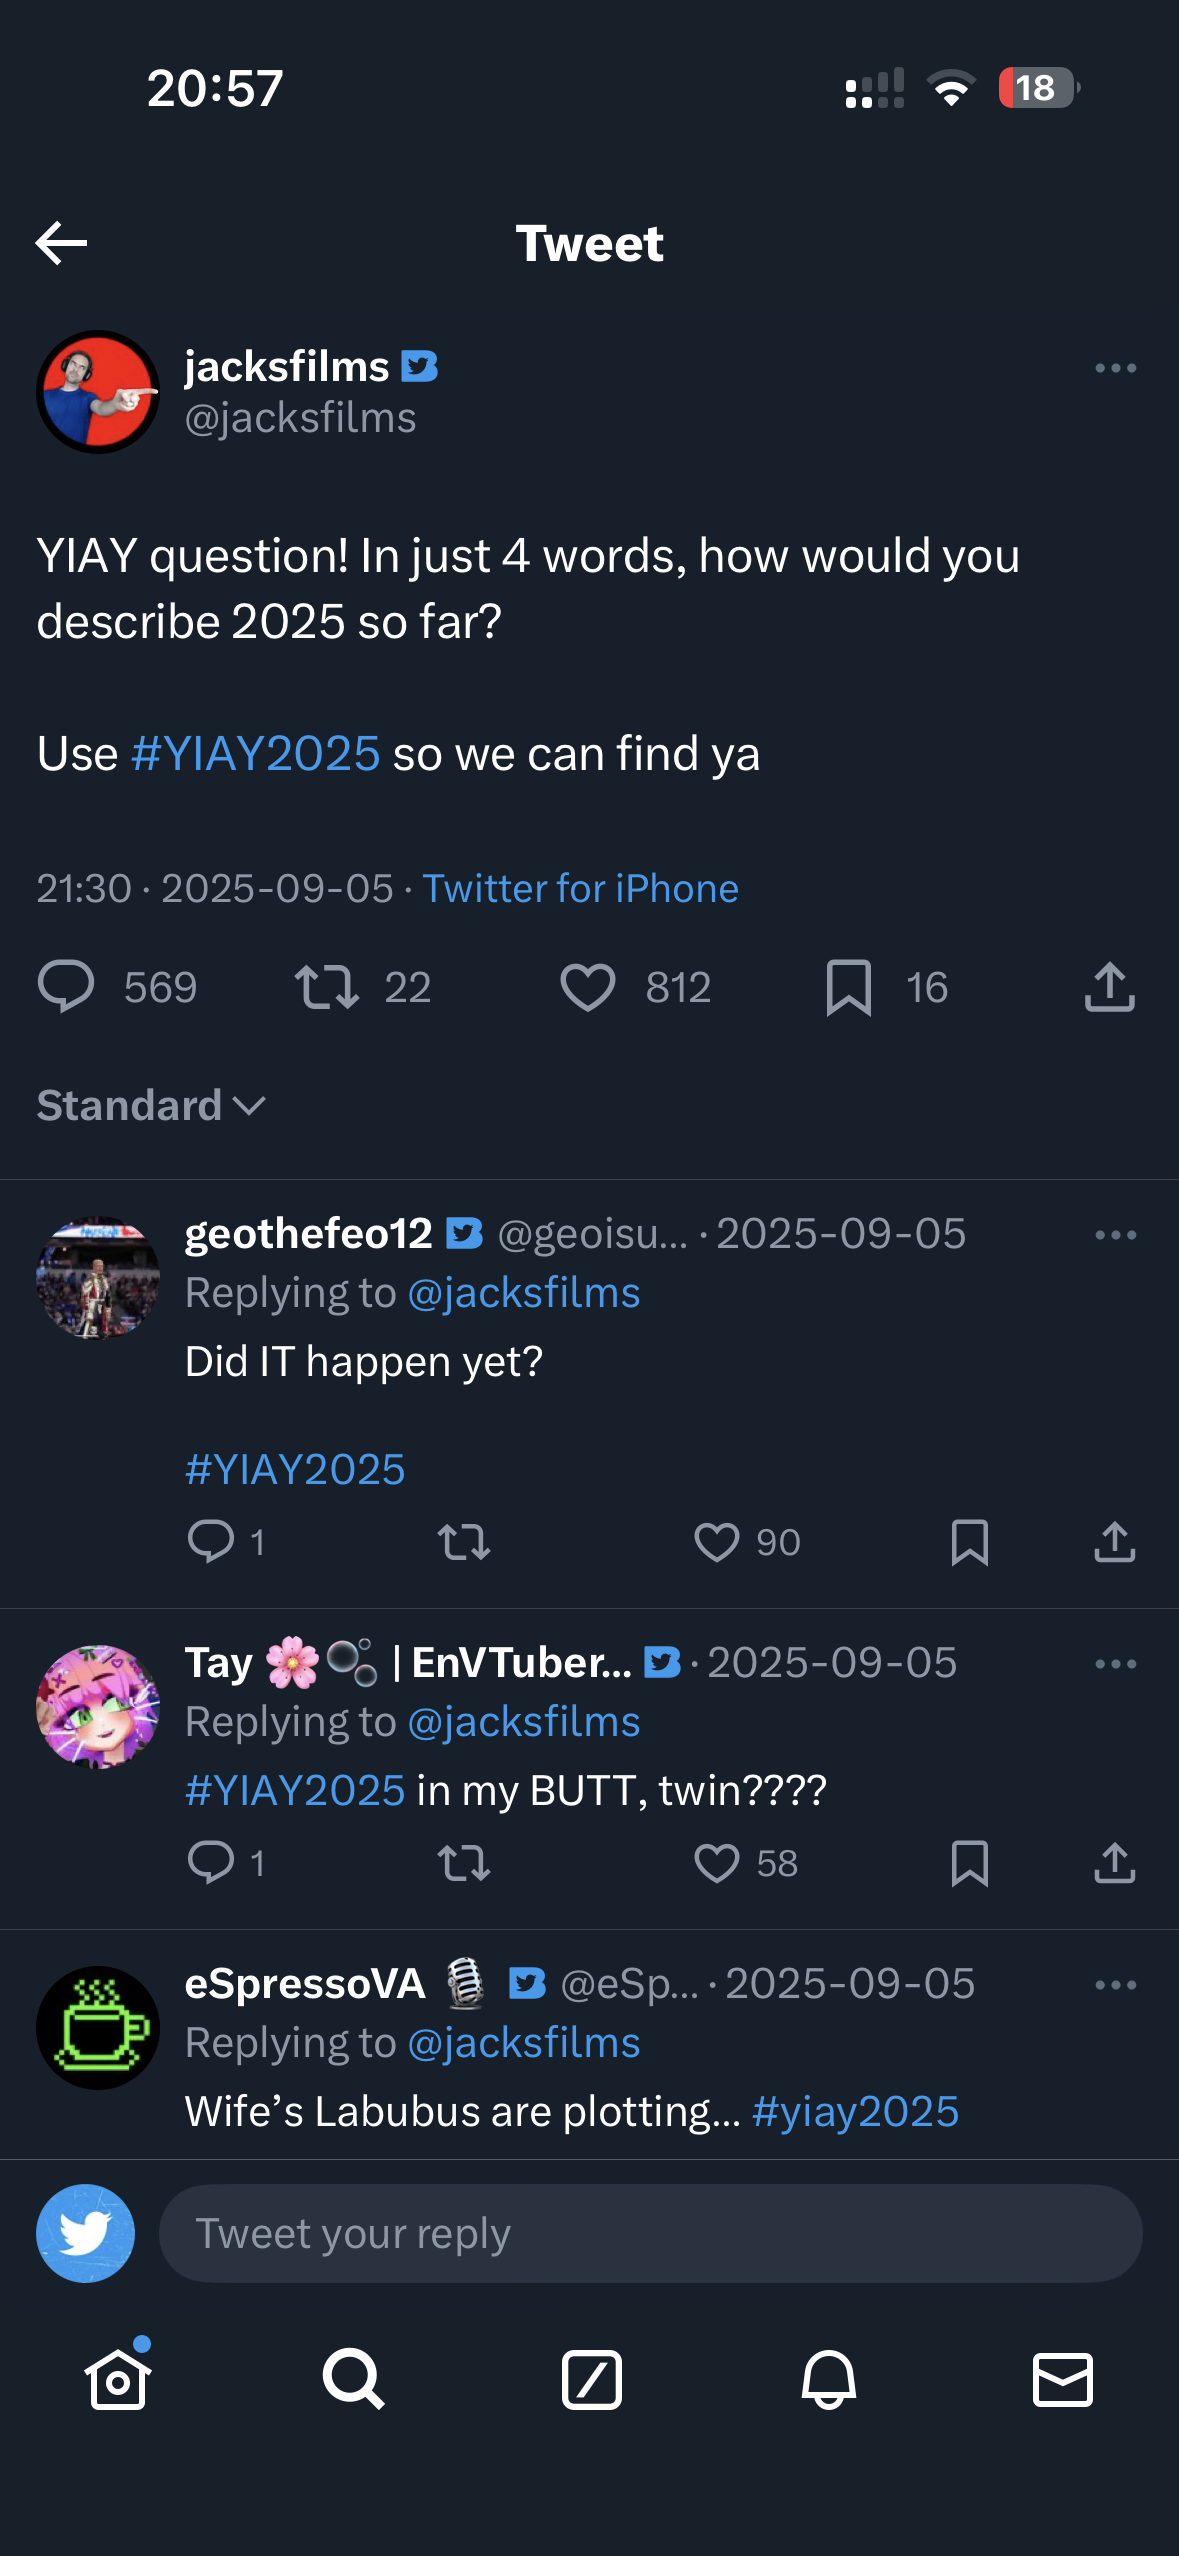 20:57
18
Tweet
jacksfilms
@jacksfilms
YIAY question! In just 4 words, how would you
describe 2025 so far?
Use #YIAY2025 so we can find ya
21:30 · 2025-09-05 · Twitter for iPhone
569 22 812 16
Standard
geothefeo12 @geoisu... · 2025-09-05
Replying to @jacksfilms
Did IT happen yet?
#YIAY2025
1 90
Tay 🌸🫧 | EnVTuber... · 2025-09-05
Replying to @jacksfilms
#YIAY2025 in my BUTT, twin????
1 58
eSpressoVA 🎙️ @eSp... · 2025-09-05
Replying to @jacksfilms
Wife’s Labubus are plotting... #yiay2025
Tweet your reply